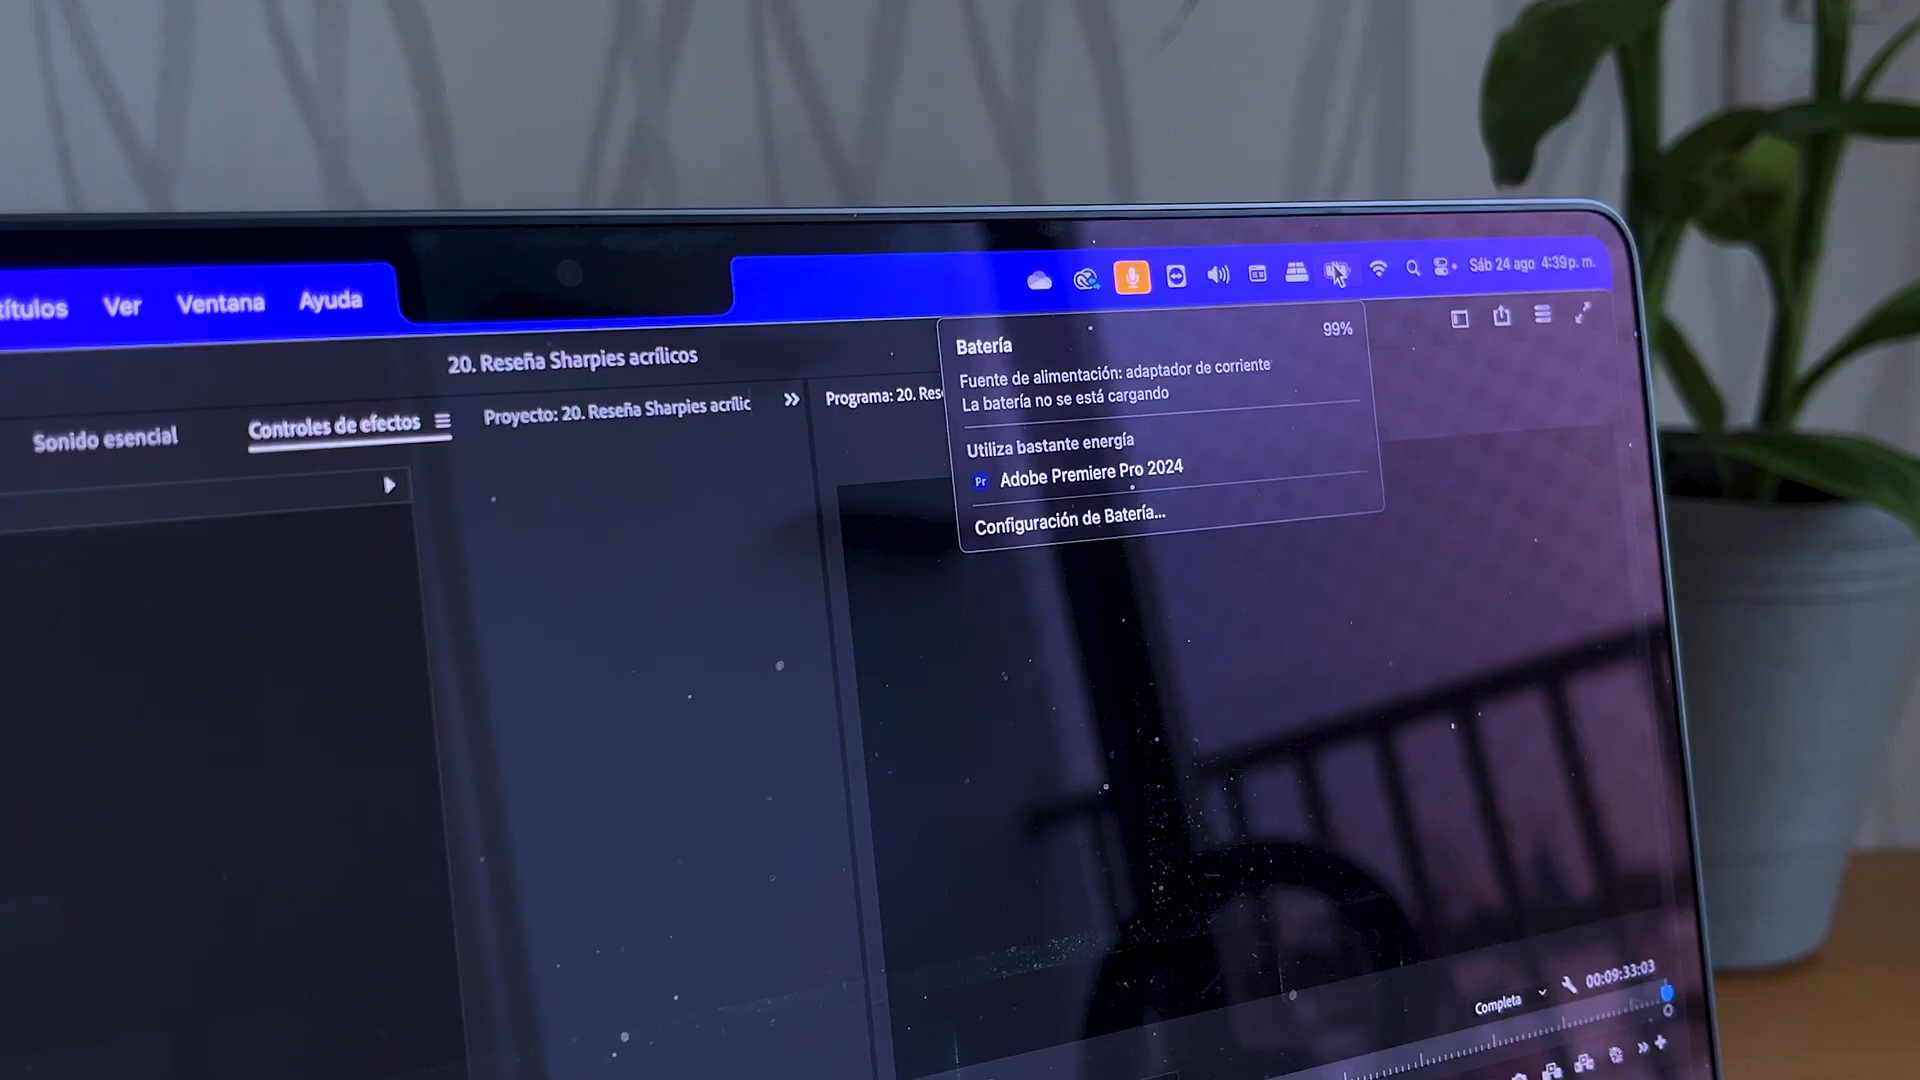 títulos Ver Ventana Ayuda
Sáb 24 ago 4:39 p. m.
20. Reseña Sharpies acrílicos
Sonido esencial
Controles de efectos
Proyecto: 20. Reseña Sharpies acrílic
Programa: 20. Res
Batería 99%
Fuente de alimentación: adaptador de corriente
La batería no se está cargando
Utiliza bastante energía
Pr Adobe Premiere Pro 2024
Configuración de Batería...
Completa
00:09:33:03